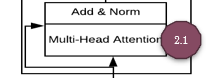 Add & Norm
Multi-Head Attention
2.1